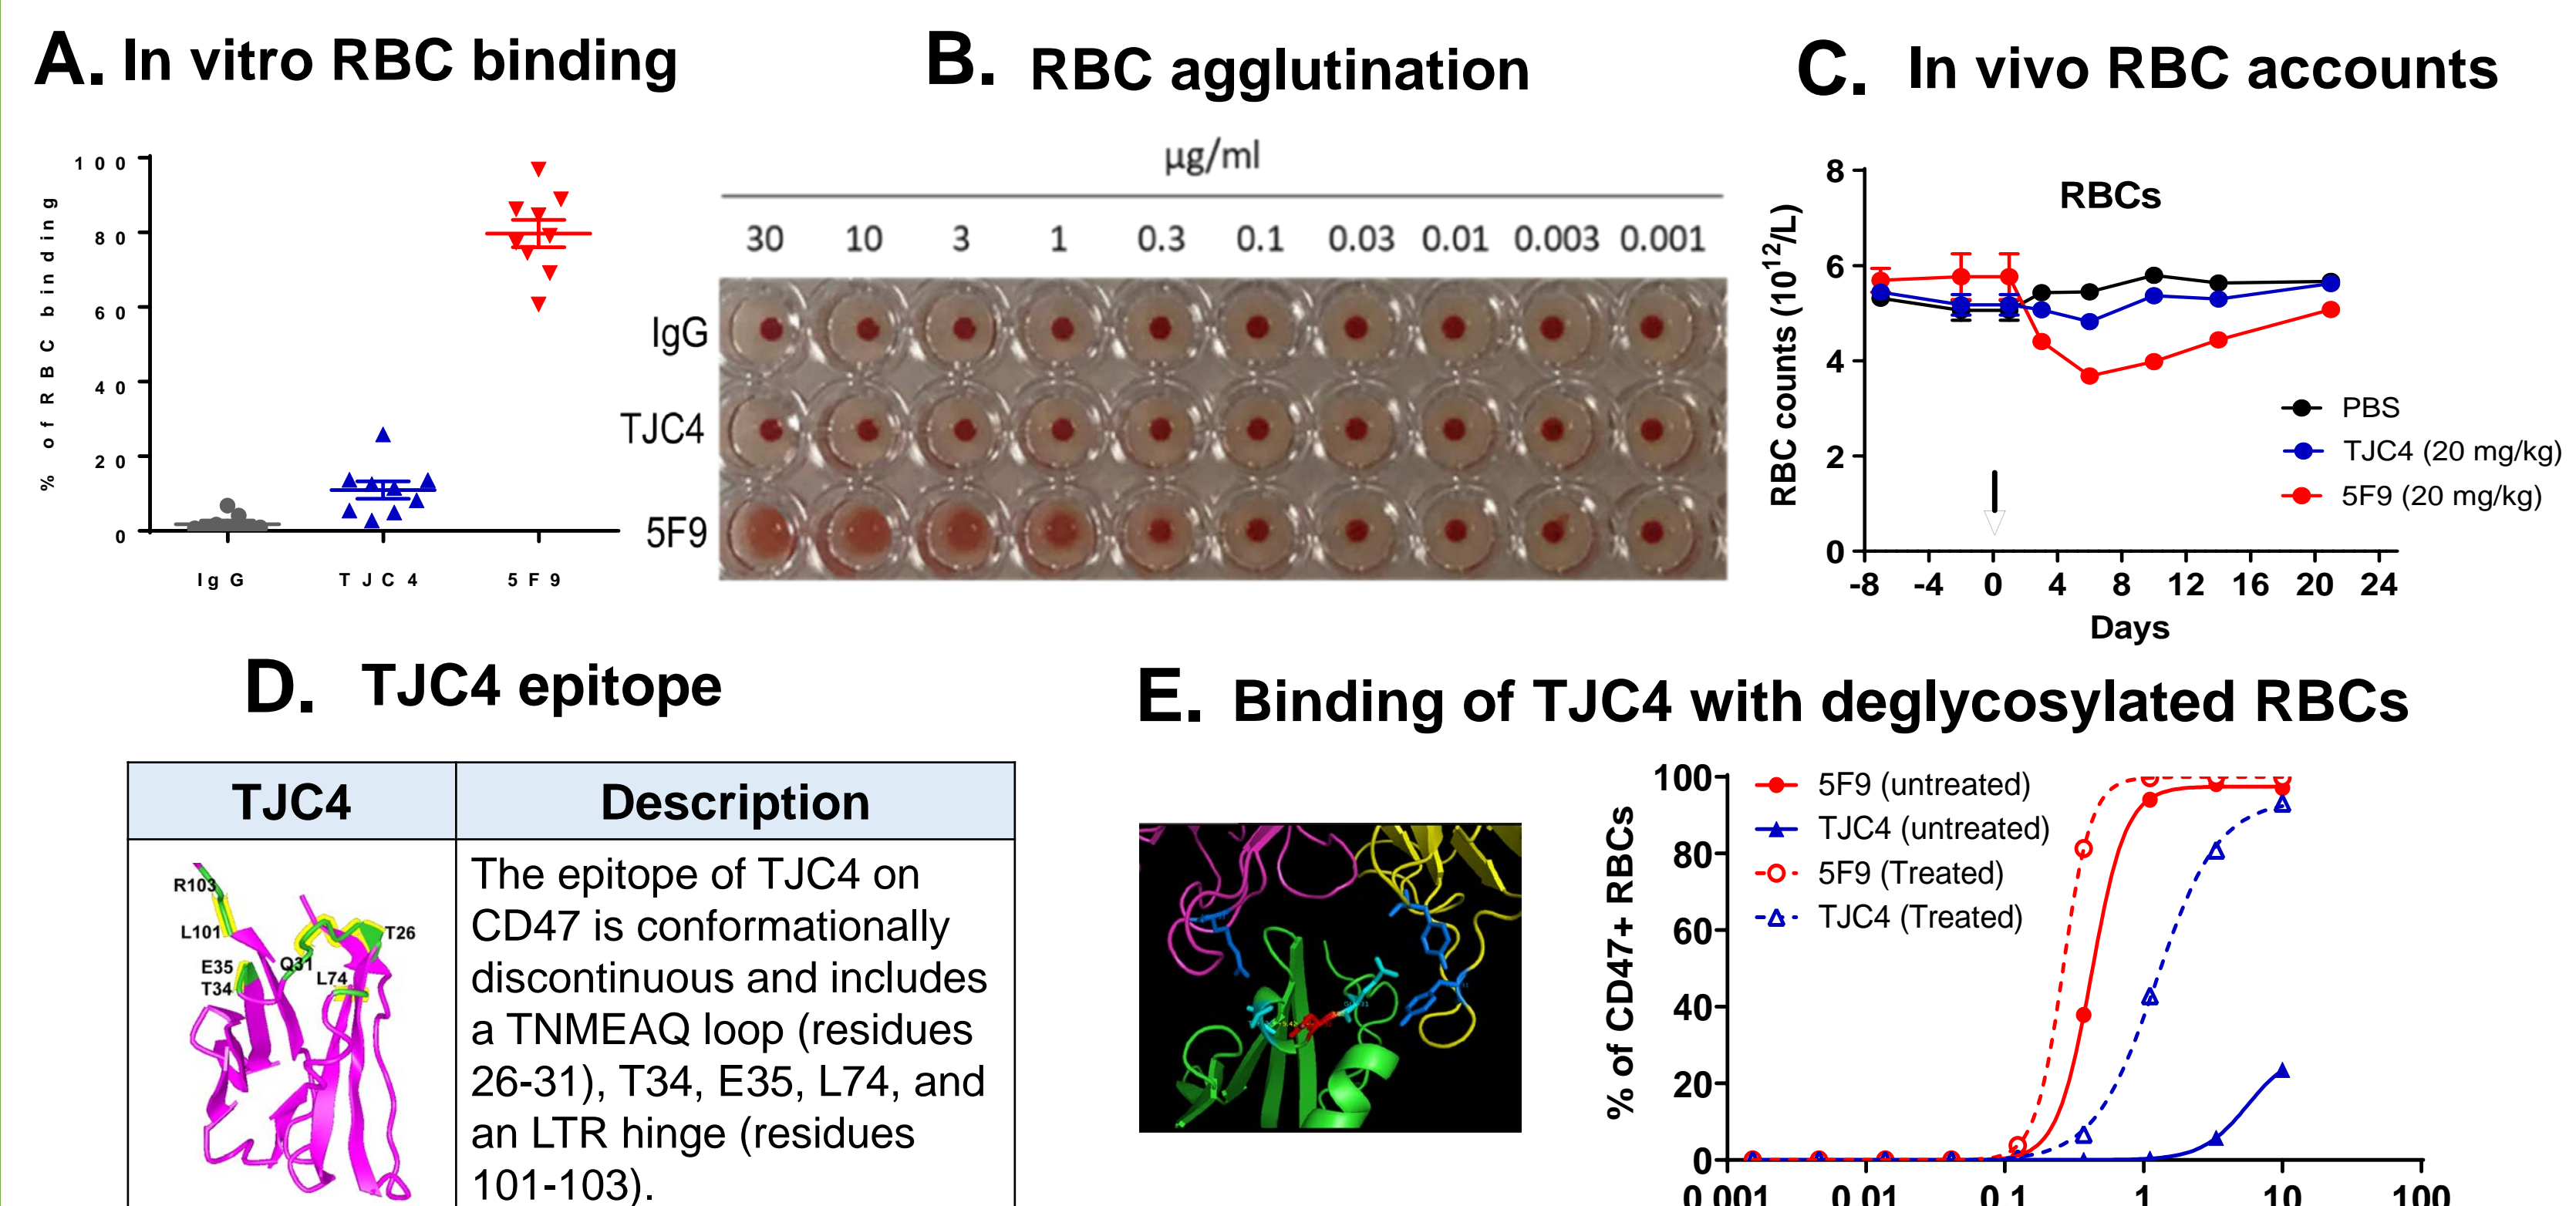 A. In vitro RBC binding
% of RBC binding
100
80
60
40
20
0
IgG
TJC4
5F9
B. RBC agglutination
µg/ml
30 10 3 1 0.3 0.1 0.03 0.01 0.003 0.001
IgG
TJC4
5F9
C. In vivo RBC accounts
RBCs
RBC counts (10¹²/L)
8
6
4
2
0
-8 -4 0 4 8 12 16 20 24
Days
PBS
TJC4 (20 mg/kg)
5F9 (20 mg/kg)
D. TJC4 epitope
TJC4
Description
R103
L101
E35
T34
Q31
L74
T26
The epitope of TJC4 on
CD47 is conformationally
discontinuous and includes
a TNMEAQ loop (residues
26-31), T34, E35, L74, and
an LTR hinge (residues
101-103).
E. Binding of TJC4 with deglycosylated RBCs
% of CD47+ RBCs
100
80
60
40
20
0
5F9 (untreated)
TJC4 (untreated)
5F9 (Treated)
TJC4 (Treated)
0.001 0.01 0.1 1 10 100